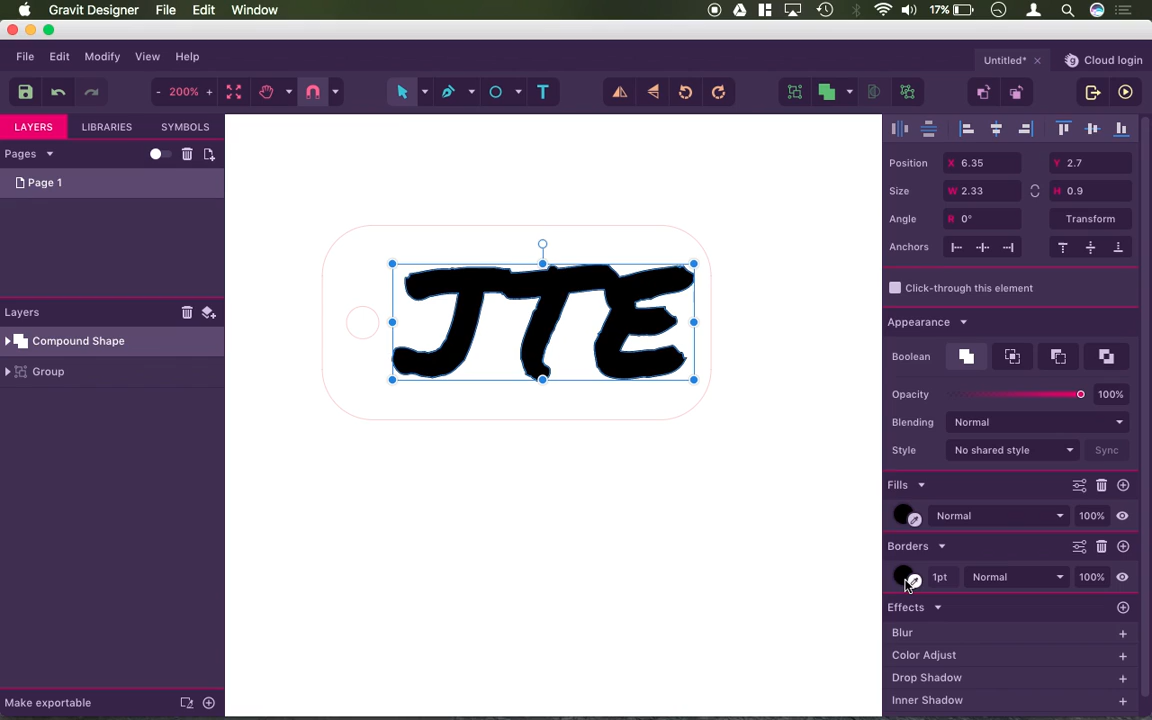 Gravit Designer File Edit Window 17%
File Edit Modify View Help Untitled* Cloud login
- 200% + T
LAYERS LIBRARIES SYMBOLS
Pages
Page 1
Layers
Compound Shape
Group
Make exportable
JTE
Position X 6.35 Y 2.7
Size W 2.33 H 0.9
Angle R 0° Transform
Anchors
Click-through this element
Appearance
Boolean
Opacity 100%
Blending Normal
Style No shared style Sync
Fills
Normal 100%
Borders
1pt Normal 100%
Effects
Blur
Color Adjust
Drop Shadow
Inner Shadow